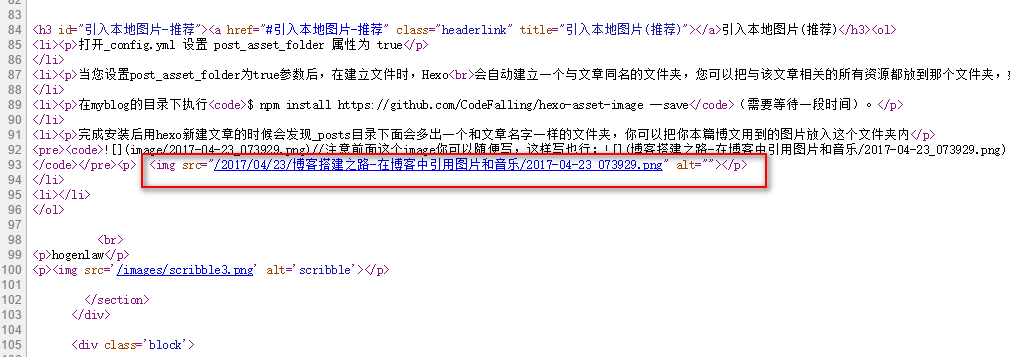 82
83
84 <h3 id="引入本地图片-推荐"><a href="#引入本地图片-推荐" class="headerlink" title="引入本地图片(推荐)"></a>引入本地图片(推荐)</h3><ol>
85 <li><p>打开_config.yml 设置 post_asset_folder 属性为 true</p>
86 </li>
87 <li><p>当您设置post_asset_folder为true参数后，在建立文件时，Hexo<br>会自动建立一个与文章同名的文件夹，您可以把与该文章相关的所有资源都放到那个文件夹，
88 </li>
89 <li><p>在myblog的目录下执行<code>$ npm install https://github.com/CodeFalling/hexo-asset-image —save</code>（需要等待一段时间）。</p>
90 </li>
91 <li><p>完成安装后用hexo新建文章的时候会发现_posts目录下面会多出一个和文章名字一样的文件夹，你可以把你本篇博文用到的图片放入这个文件夹内</p>
92 <pre><code>![](image/2017-04-23_073929.png)//注意前面这个image你可以随便写，这样写也行：![](博客搭建之路-在博客中引用图片和音乐/2017-04-23_073929.png)
93 </code></pre><p> <img src="/2017/04/23/博客搭建之路-在博客中引用图片和音乐/2017-04-23_073929.png" alt=""></p>
94 </li>
95 <li></li>
96 </ol>
97
98 <br>
99 <p>hogenlaw</p>
100 <p><img src='/images/scribble3.png' alt='scribble'></p>
101
102 </section>
103 </div>
104
105 <div class='block'>